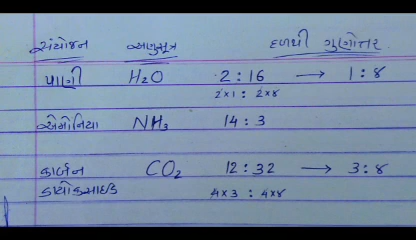 સંયોજન અણુસૂત્ર દળથી ગુણોત્તર
પાણી H₂O 2 : 16 → 1 : 8
2×1 : 2×8
એમોનિયા NH₃ 14 : 3
કાર્બન CO₂ 12 : 32 → 3 : 8
ડાયોક્સાઇડ 4×3 : 4×8